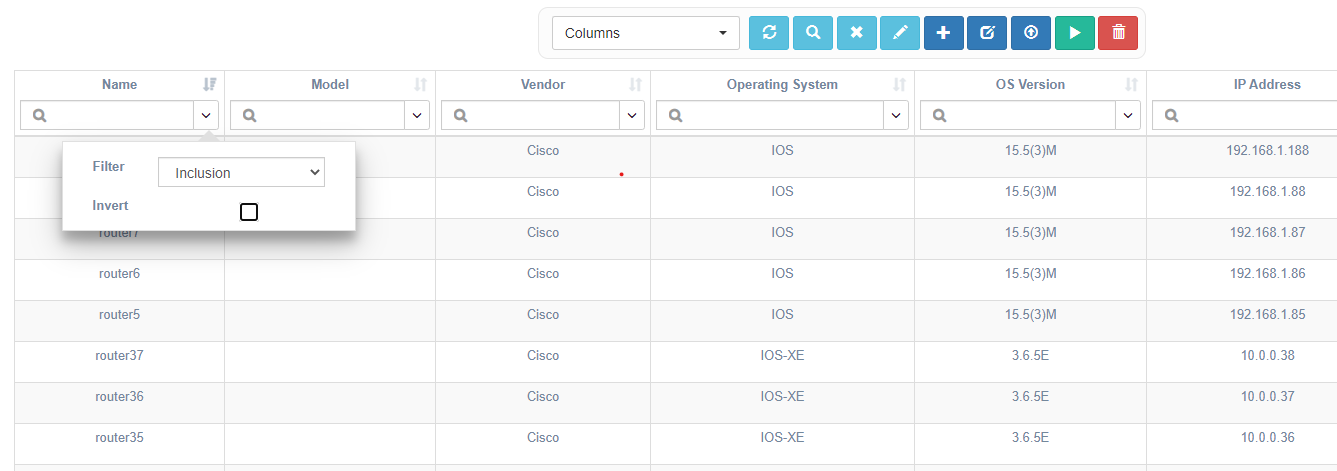 Columns
Name Model Vendor Operating System OS Version IP Address
Filter Inclusion
Invert
Cisco IOS 15.5(3)M 192.168.1.188
Cisco IOS 15.5(3)M 192.168.1.88
router7 Cisco IOS 15.5(3)M 192.168.1.87
router6 Cisco IOS 15.5(3)M 192.168.1.86
router5 Cisco IOS 15.5(3)M 192.168.1.85
router37 Cisco IOS-XE 3.6.5E 10.0.0.38
router36 Cisco IOS-XE 3.6.5E 10.0.0.37
router35 Cisco IOS-XE 3.6.5E 10.0.0.36